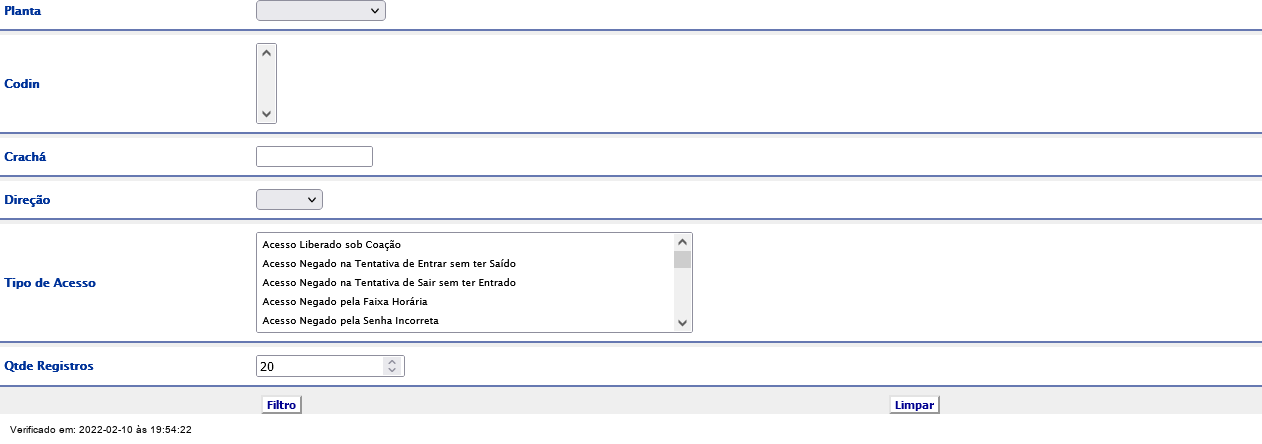 Planta
Codin
Crachá
Direção
Tipo de Acesso
Acesso Liberado sob Coação
Acesso Negado na Tentativa de Entrar sem ter Saído
Acesso Negado na Tentativa de Sair sem ter Entrado
Acesso Negado pela Faixa Horária
Acesso Negado pela Senha Incorreta
Qtde Registros 20
Filtro Limpar
Verificado em: 2022-02-10 às 19:54:22